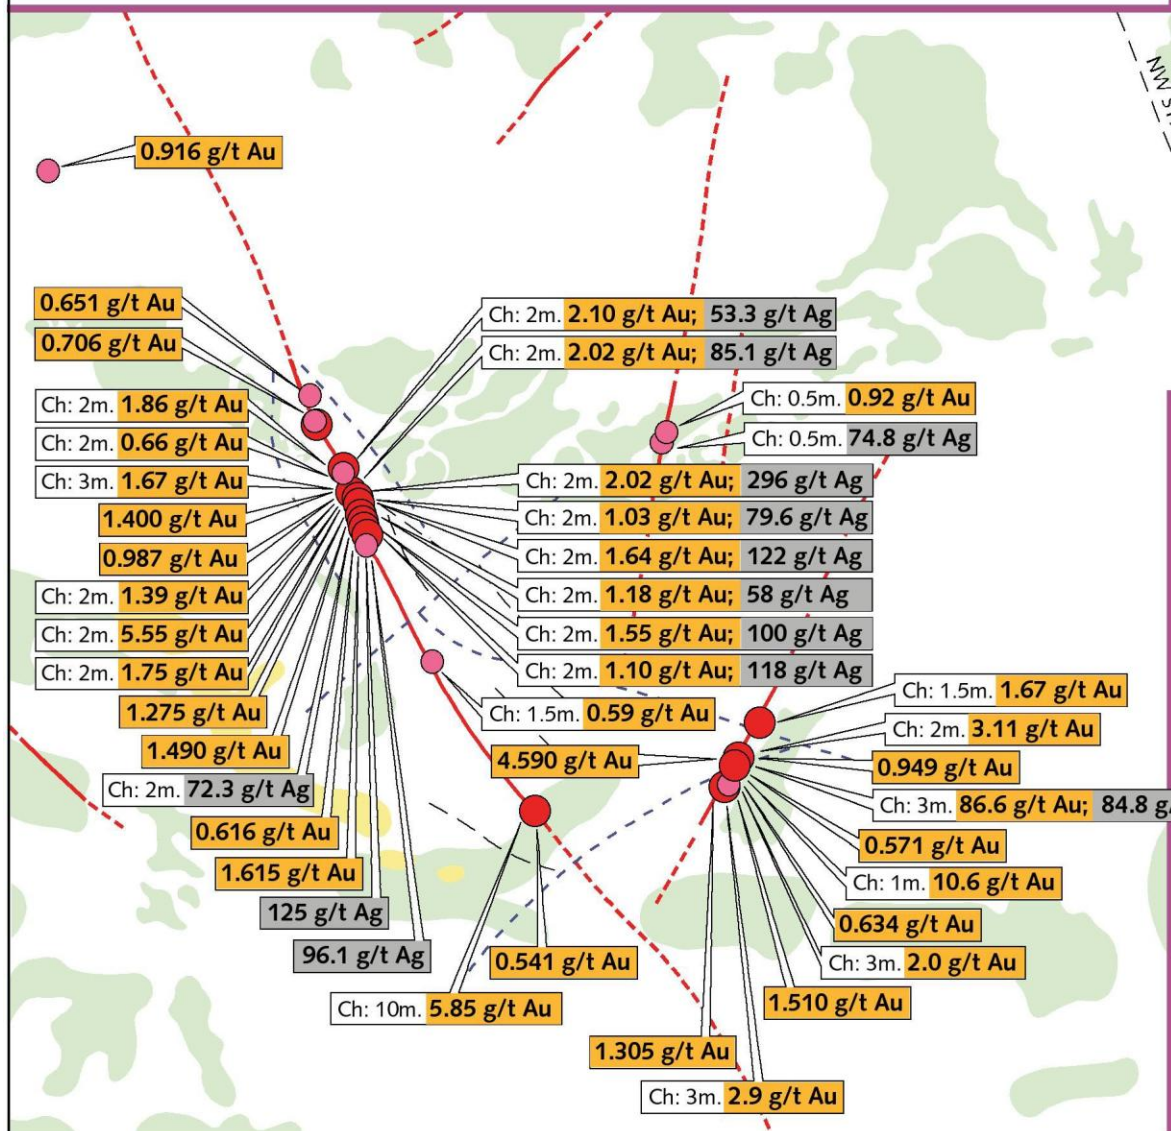 0.916 g/t Au
0.651 g/t Au
0.706 g/t Au
Ch: 2m. 1.86 g/t Au
Ch: 2m. 0.66 g/t Au
Ch: 3m. 1.67 g/t Au
1.400 g/t Au
0.987 g/t Au
Ch: 2m. 1.39 g/t Au
Ch: 2m. 5.55 g/t Au
Ch: 2m. 1.75 g/t Au
1.275 g/t Au
1.490 g/t Au
Ch: 2m. 72.3 g/t Ag
0.616 g/t Au
1.615 g/t Au
125 g/t Ag
96.1 g/t Ag
Ch: 2m. 2.10 g/t Au; 53.3 g/t Ag
Ch: 2m. 2.02 g/t Au; 85.1 g/t Ag
Ch: 0.5m. 0.92 g/t Au
Ch: 0.5m. 74.8 g/t Ag
Ch: 2m. 2.02 g/t Au; 296 g/t Ag
Ch: 2m. 1.03 g/t Au; 79.6 g/t Ag
Ch: 2m. 1.64 g/t Au; 122 g/t Ag
Ch: 2m. 1.18 g/t Au; 58 g/t Ag
Ch: 2m. 1.55 g/t Au; 100 g/t Ag
Ch: 2m. 1.10 g/t Au; 118 g/t Ag
Ch: 1.5m. 0.59 g/t Au
4.590 g/t Au
0.541 g/t Au
Ch: 10m. 5.85 g/t Au
Ch: 1.5m. 1.67 g/t Au
Ch: 2m. 3.11 g/t Au
0.949 g/t Au
Ch: 3m. 86.6 g/t Au; 84.8 g/
0.571 g/t Au
Ch: 1m. 10.6 g/t Au
0.634 g/t Au
Ch: 3m. 2.0 g/t Au
1.510 g/t Au
1.305 g/t Au
Ch: 3m. 2.9 g/t Au
NW